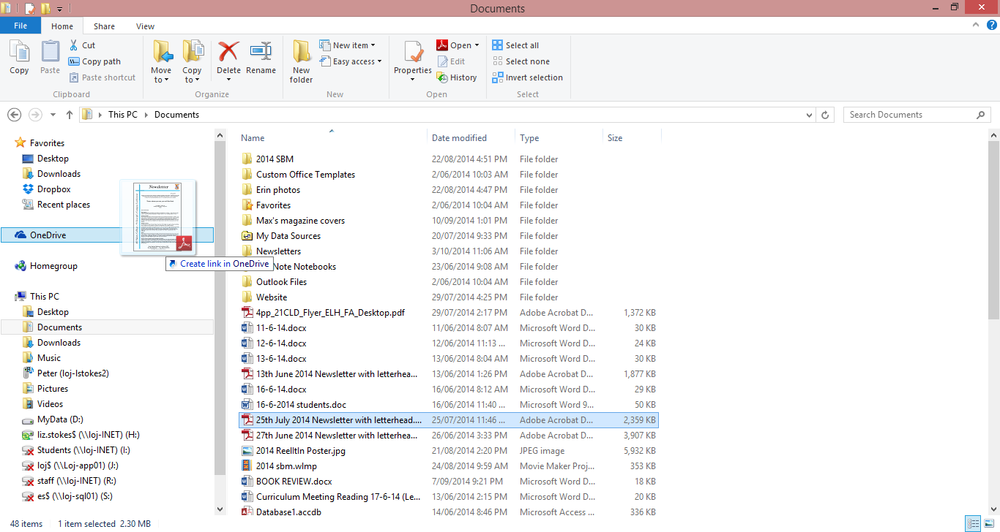 Documents
File Home Share View
Copy
Paste
Cut
Copy path
Paste shortcut
Clipboard
Move to
Copy to
Delete
Rename
Organize
New folder
New item
Easy access
New
Properties
Open
Edit
History
Open
Select all
Select none
Invert selection
Select
This PC Documents
Search Documents
Favorites
Desktop
Downloads
Dropbox
Recent places
OneDrive
Homegroup
This PC
Desktop
Documents
Downloads
Music
Peter (loj-lstokes2)
Pictures
Videos
MyData (D:)
liz.stokes$ (\\loj-INET) (H:)
Students (\\loj-INET) (I:)
loj$ (\\Loj-app01) (J:)
staff (\\loj-INET) (R:)
es$ (\\loj-sql01) (S:)
Newsletter
Create link in OneDrive
Name Date modified Type Size
2014 SBM 22/08/2014 4:51 PM File folder
Custom Office Templates 2/06/2014 10:03 AM File folder
Erin photos 22/08/2014 4:47 PM File folder
Favorites 2/06/2014 10:04 AM File folder
Max's magazine covers 10/09/2014 1:01 PM File folder
My Data Sources 20/07/2014 9:33 PM File folder
Newsletters 3/10/2014 11:06 AM File folder
Note Notebooks 23/06/2014 9:08 AM File folder
Outlook Files 2/06/2014 10:04 AM File folder
Website 29/07/2014 4:25 PM File folder
4pp_21CLD_Flyer_ELH_FA_Desktop.pdf 29/07/2014 2:17 PM Adobe Acrobat D... 1,372 KB
11-6-14.docx 11/06/2014 8:07 AM Microsoft Word D... 30 KB
12-6-14.docx 12/06/2014 11:13 ... Microsoft Word D... 24 KB
13-6-14.docx 13/06/2014 8:04 AM Microsoft Word D... 30 KB
13th June 2014 Newsletter with letterhea... 13/06/2014 1:26 PM Adobe Acrobat D... 1,877 KB
16-6-14.docx 16/06/2014 8:12 AM Microsoft Word D... 29 KB
16-6-2014 students.doc 16/06/2014 11:40 ... Microsoft Word 9... 50 KB
25th July 2014 Newsletter with letterhead.... 25/07/2014 11:46 ... Adobe Acrobat D... 2,359 KB
27th June 2014 Newsletter with letterhea... 26/06/2014 3:33 PM Adobe Acrobat D... 3,907 KB
2014 ReelItIn Poster.jpg 21/08/2014 2:20 PM JPEG image 5,932 KB
2014 sbm.wlmp 24/08/2014 9:59 AM Movie Maker Proj... 353 KB
BOOK REVIEW.docx 7/09/2014 9:21 PM Microsoft Word D... 18 KB
Curriculum Meeting Reading 17-6-14 (Le... 13/06/2014 2:15 PM Microsoft Word D... 20 KB
Database1.accdb 14/06/2014 8:46 PM Microsoft Access ... 336 KB
48 items 1 item selected 2.30 MB